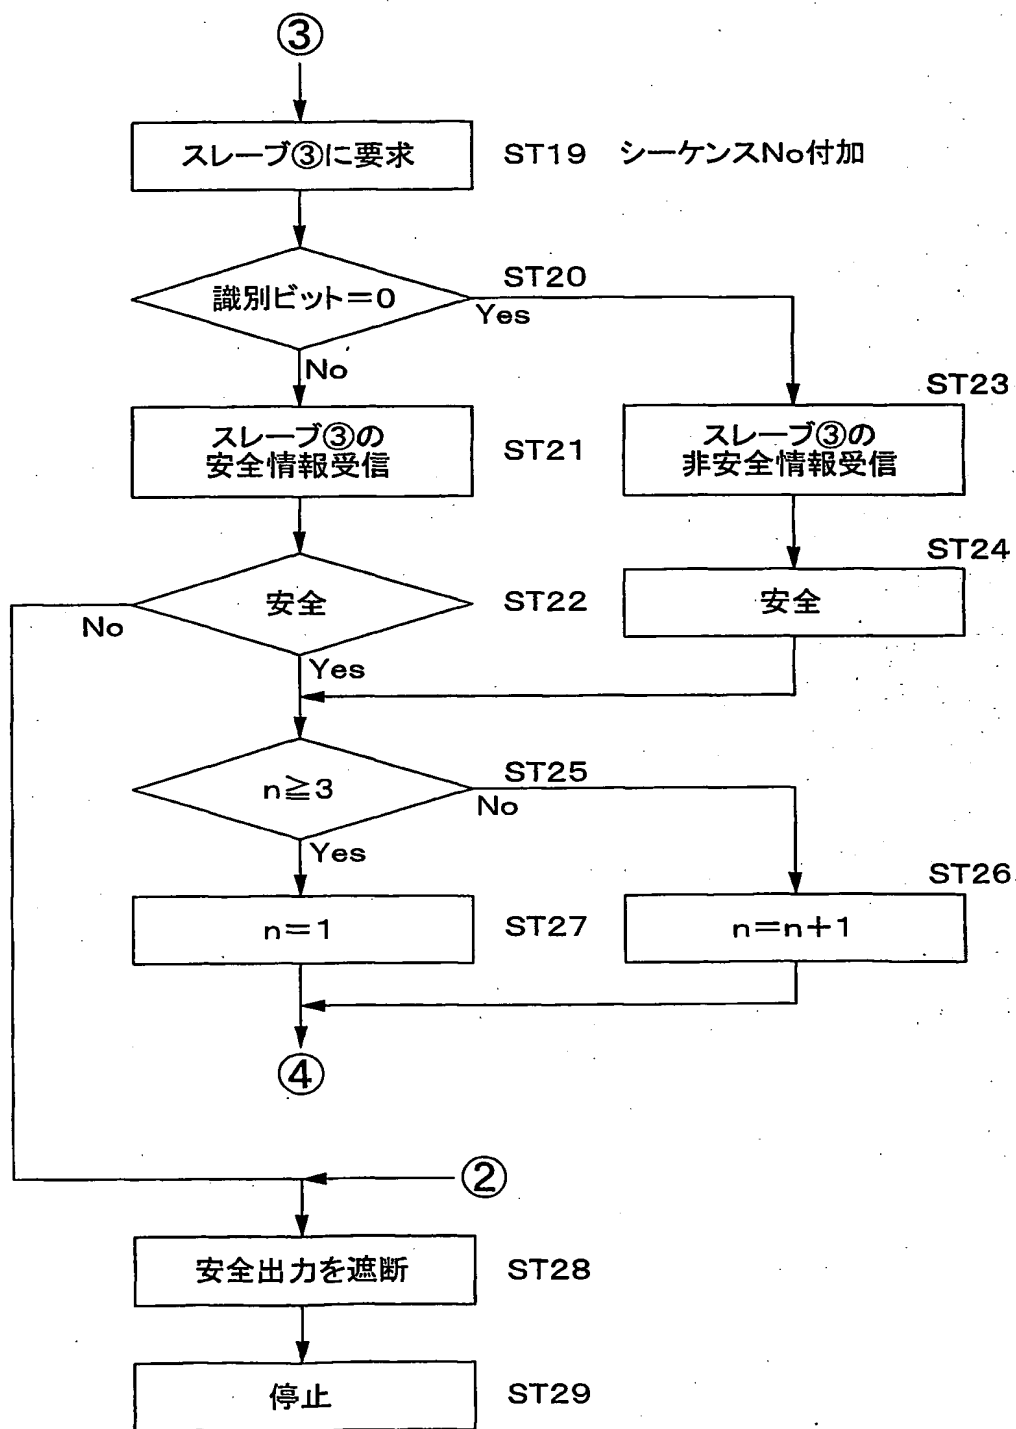 ③
スレーブ③に要求
ST19 シーケンスNo付加
識別ビット=0
ST20
Yes
No
ST23
スレーブ③の
安全情報受信
ST21
スレーブ③の
非安全情報受信
ST24
安全
ST22
安全
No
Yes
n≧3
ST25
No
Yes
ST26
n=1
ST27
n=n+1
④
②
安全出力を遮断
ST28
停止
ST29